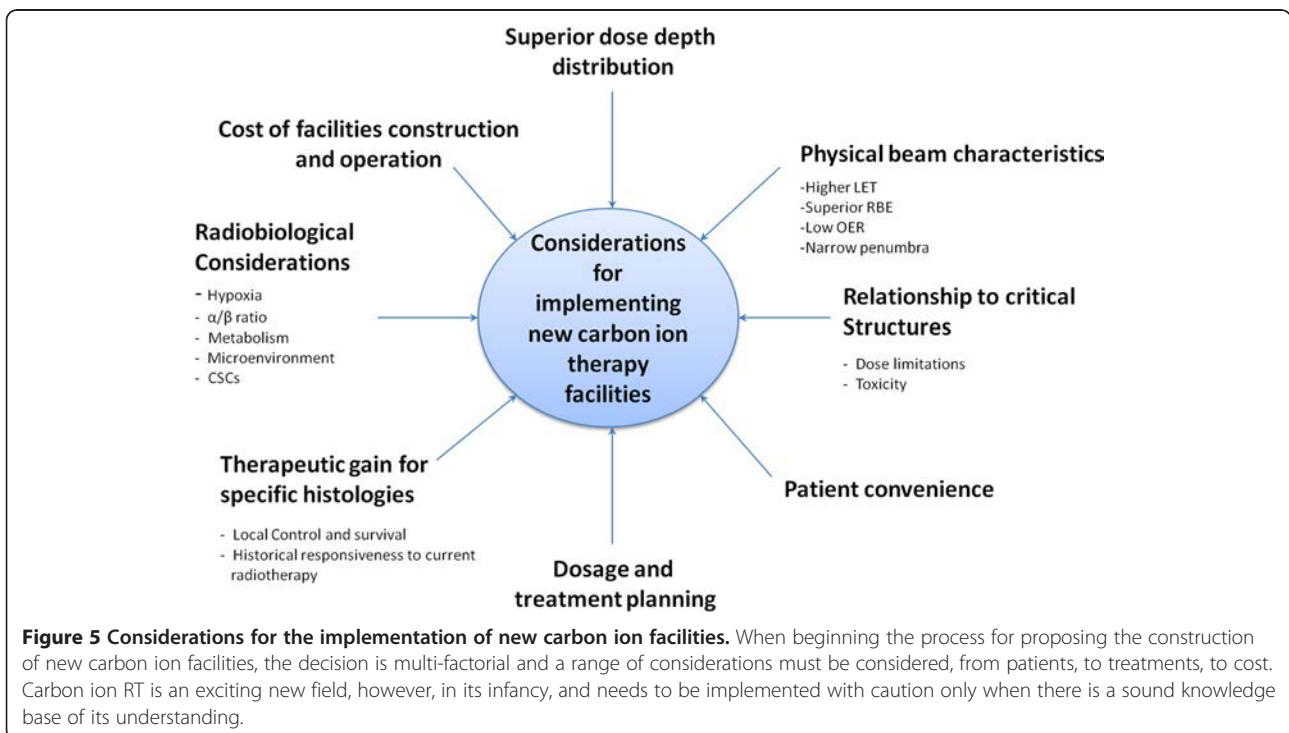 Superior dose depth
distribution
Cost of facilities construction
and operation
Physical beam characteristics
-Higher LET
-Superior RBE
-Low OER
-Narrow penumbra
Radiobiological
Considerations
- Hypoxia
- α/β ratio
- Metabolism
- Microenvironment
- CSCs
Considerations
for
implementing
new carbon ion
therapy
facilities
Relationship to critical
Structures
- Dose limitations
- Toxicity
Therapeutic gain for
specific histologies
- Local Control and survival
- Historical responsiveness to current
radiotherapy
Patient convenience
Dosage and
treatment planning
Figure 5 Considerations for the implementation of new carbon ion facilities. When beginning the process for proposing the construction
of new carbon ion facilities, the decision is multi-factorial and a range of considerations must be considered, from patients, to treatments, to cost.
Carbon ion RT is an exciting new field, however, in its infancy, and needs to be implemented with caution only when there is a sound knowledge
base of its understanding.